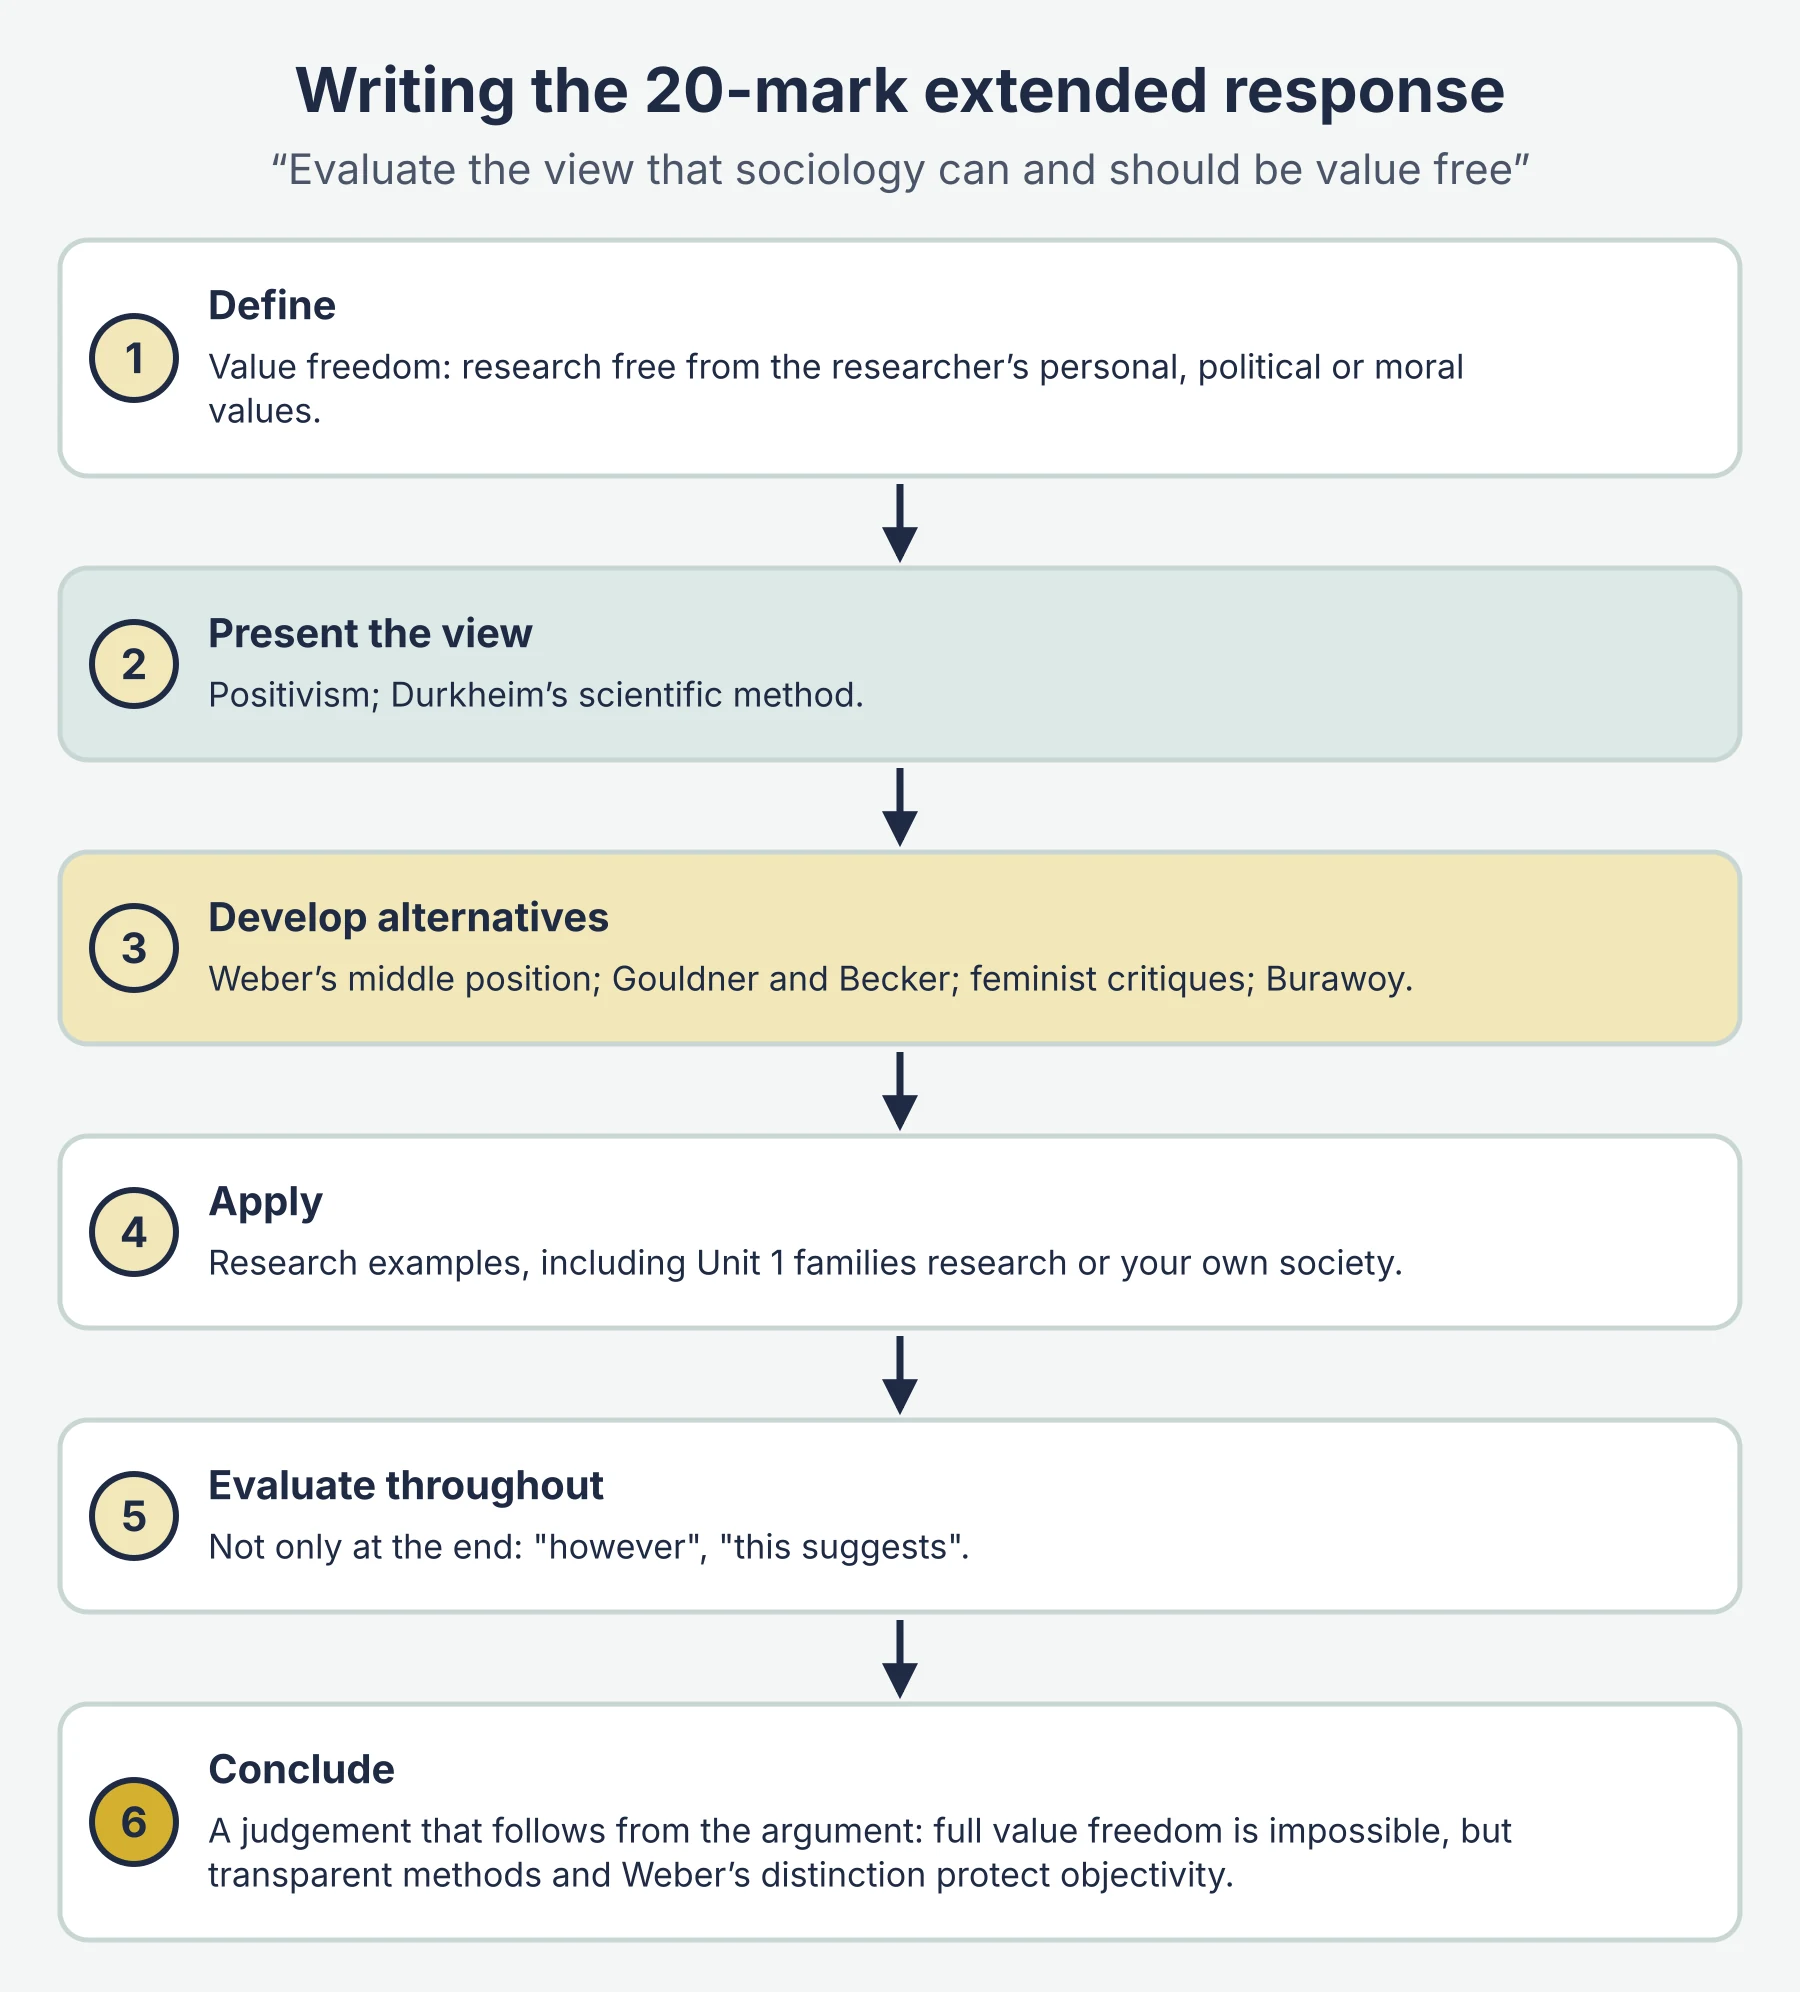 Writing the 20-mark extended response
“Evaluate the view that sociology can and should be value free”
1
Define
Value freedom: research free from the researcher’s personal, political or moral
values.
2
Present the view
Positivism; Durkheim’s scientific method.
3
Develop alternatives
Weber’s middle position; Gouldner and Becker; feminist critiques; Burawoy.
4
Apply
Research examples, including Unit 1 families research or your own society.
5
Evaluate throughout
Not only at the end: "however", "this suggests".
6
Conclude
A judgement that follows from the argument: full value freedom is impossible, but
transparent methods and Weber’s distinction protect objectivity.